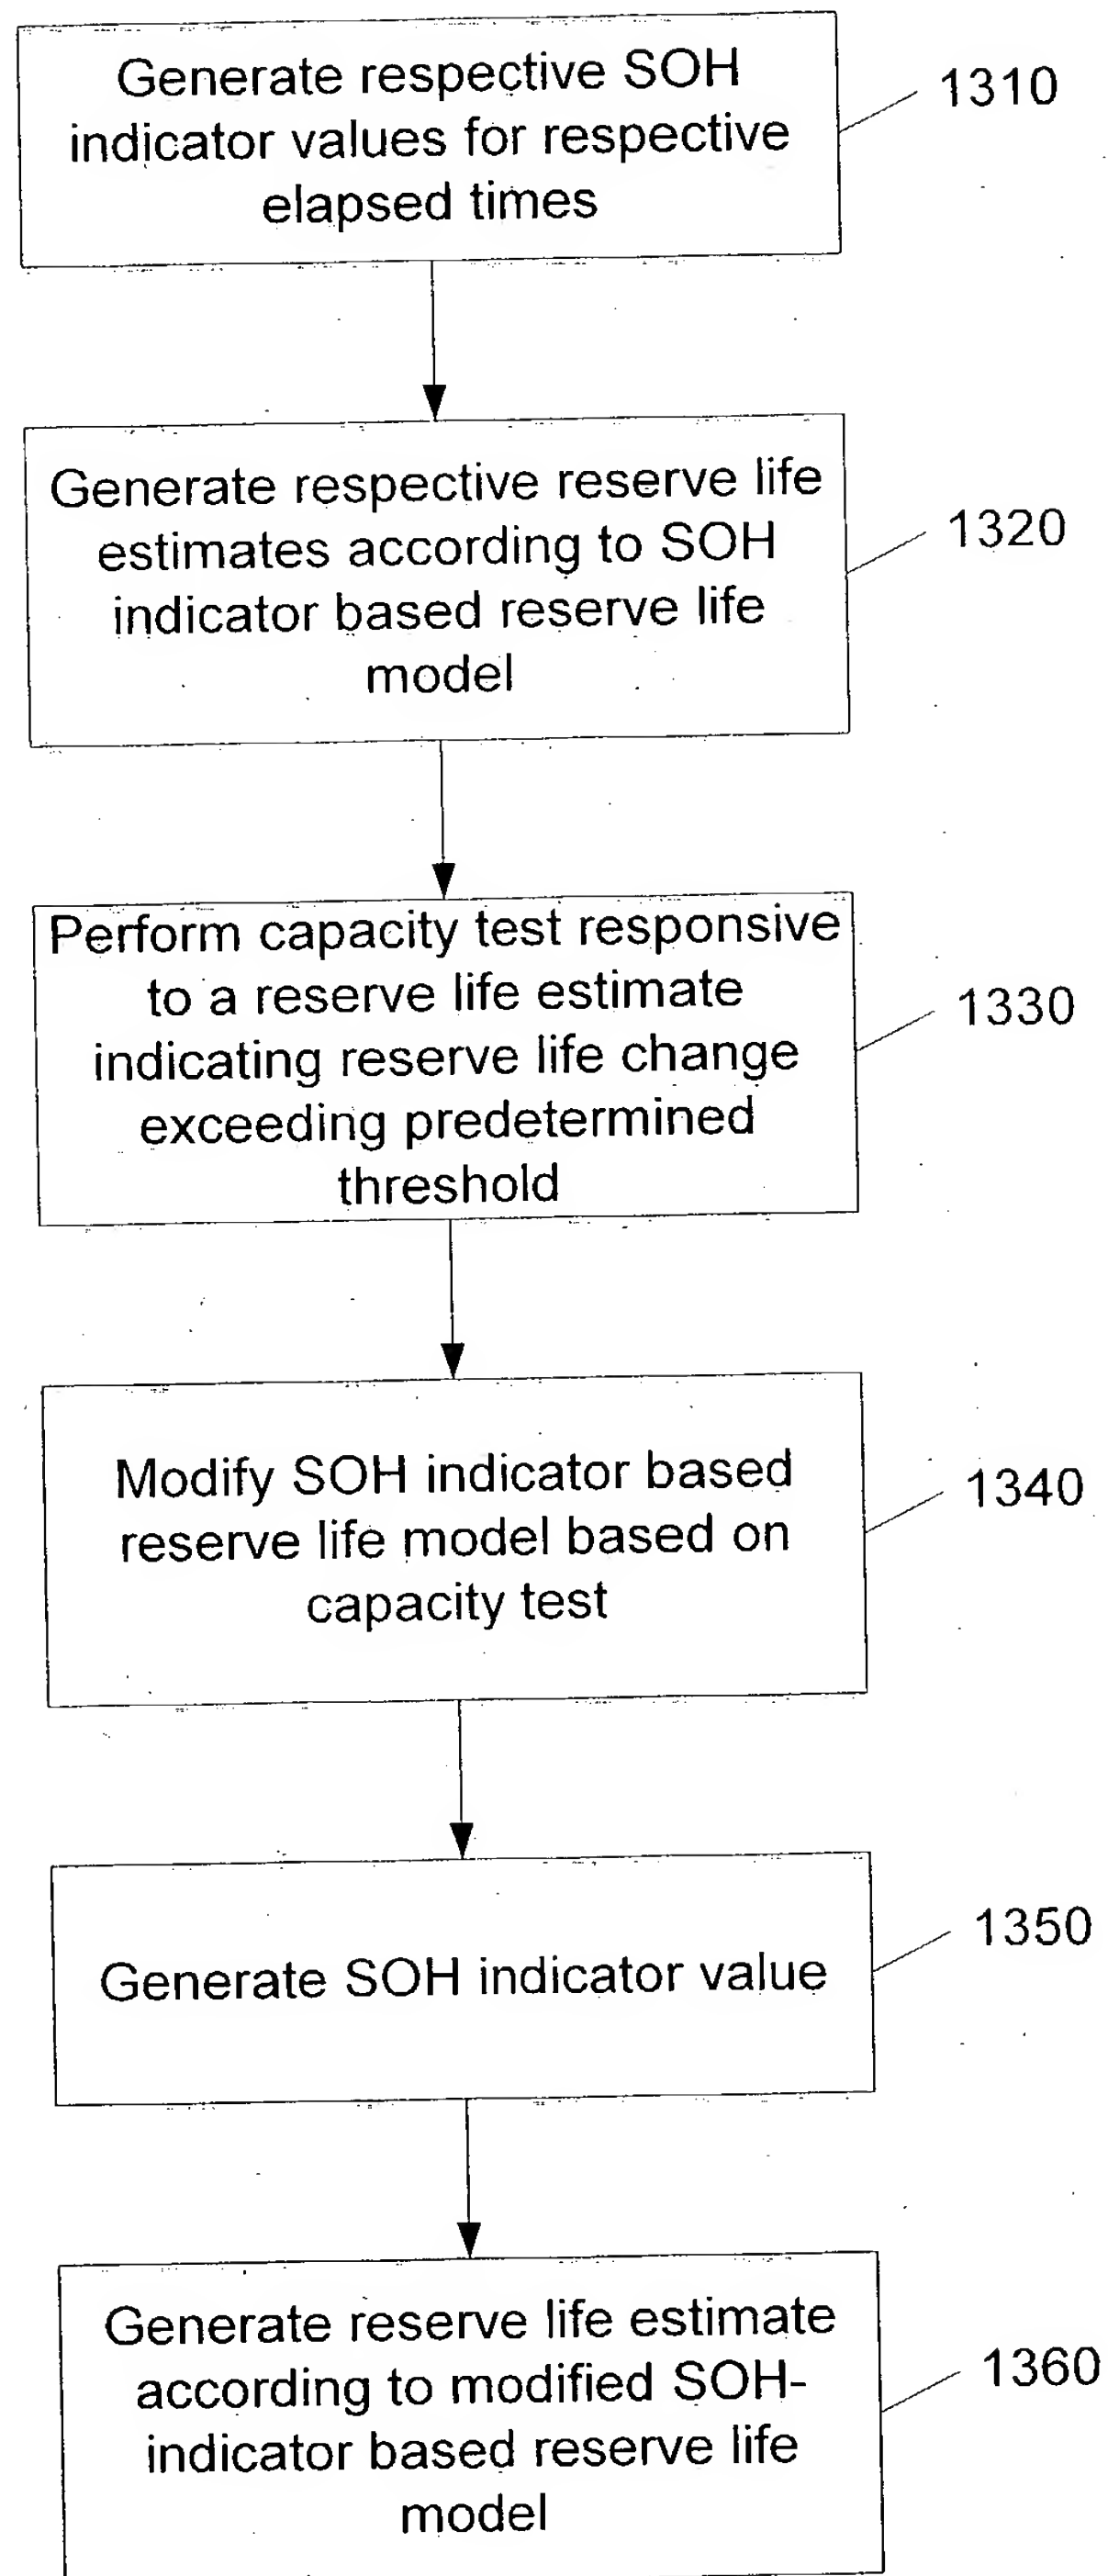 Generate respective SOH
indicator values for respective
elapsed times
1310
Generate respective reserve life
estimates according to SOH
indicator based reserve life
model
1320
Perform capacity test responsive
to a reserve life estimate
indicating reserve life change
exceeding predetermined
threshold
1330
Modify SOH indicator based
reserve life model based on
capacity test
1340
Generate SOH indicator value
1350
Generate reserve life estimate
according to modified SOH-
indicator based reserve life
model
1360